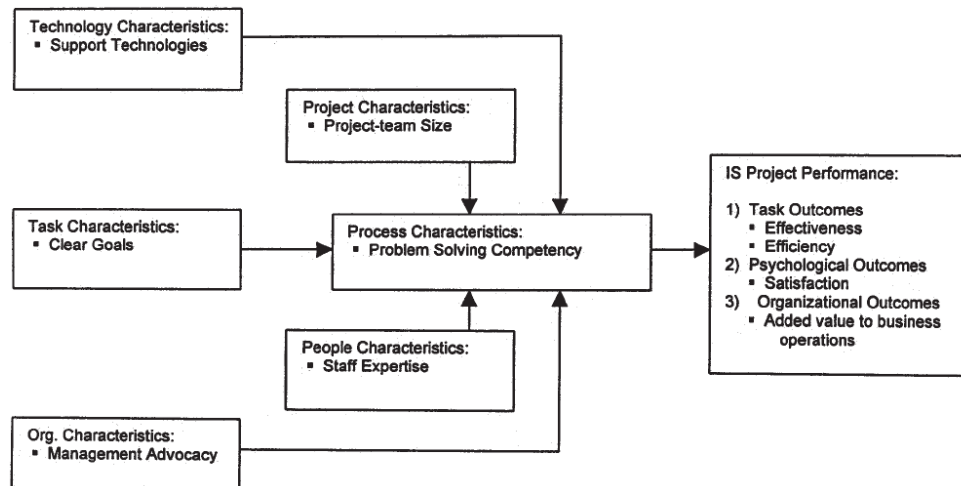 Technology Characteristics:
▪ Support Technologies
Project Characteristics:
▪ Project-team Size
Task Characteristics:
▪ Clear Goals
Process Characteristics:
▪ Problem Solving Competency
People Characteristics:
▪ Staff Expertise
Org. Characteristics:
▪ Management Advocacy
IS Project Performance:
1) Task Outcomes
▪ Effectiveness
▪ Efficiency
2) Psychological Outcomes
▪ Satisfaction
3) Organizational Outcomes
▪ Added value to business
operations